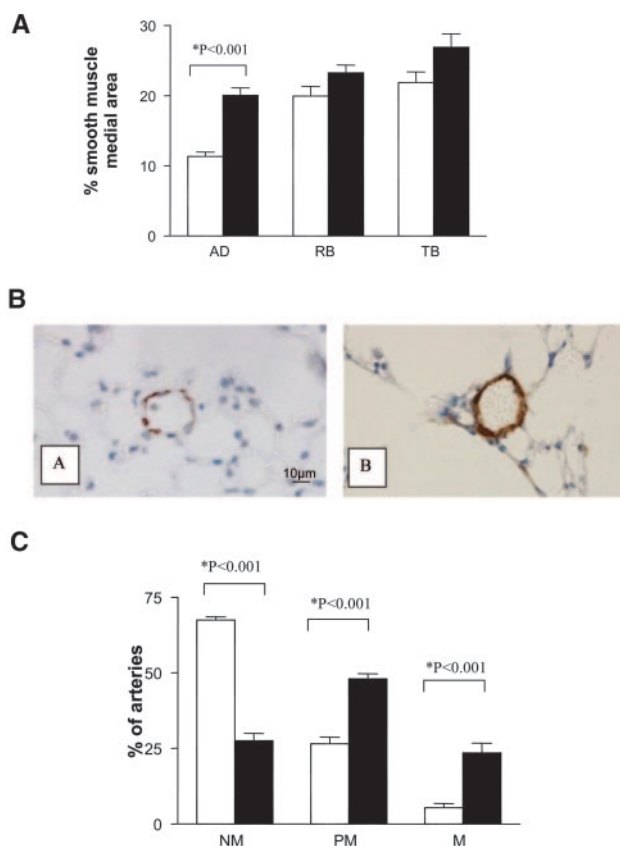 A
*P<0.001
% smooth muscle
medial area
30
20
10
0
AD RB TB
B
A
10µm
B
C
*P<0.001
*P<0.001
*P<0.001
% of arteries
75
50
25
0
NM PM M